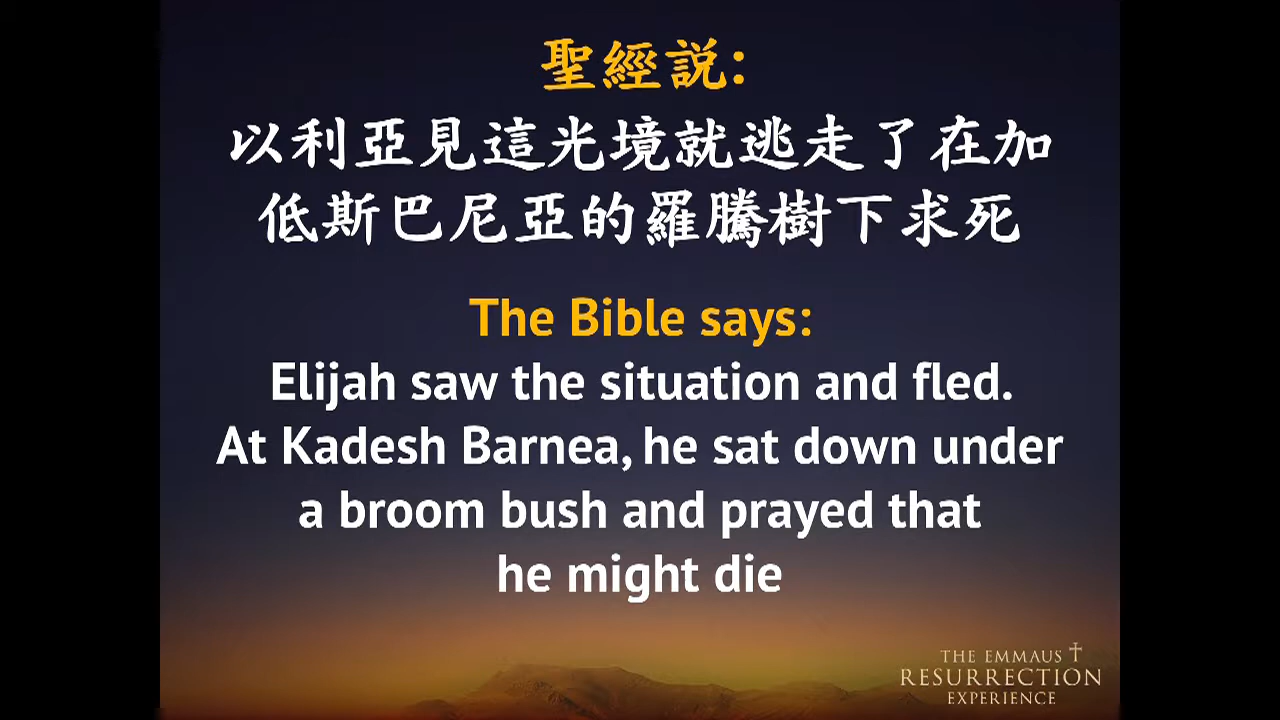 聖經説:
以利亞見這光境就逃走了在加
低斯巴尼亞的羅騰樹下求死
The Bible says:
Elijah saw the situation and fled.
At Kadesh Barnea, he sat down under
a broom bush and prayed that
he might die
THE EMMAUS
RESURRECTION
EXPERIENCE